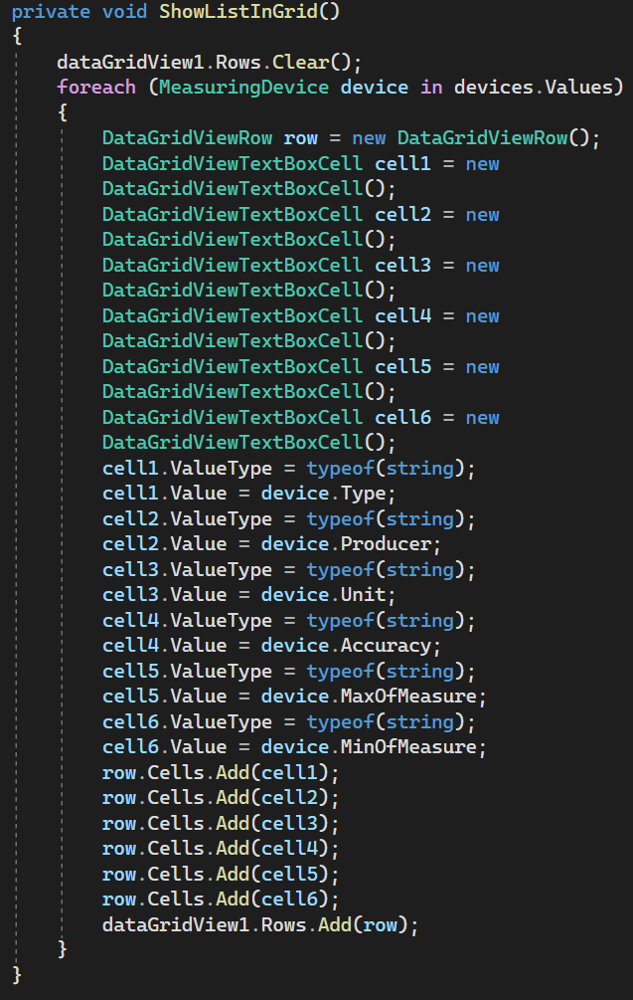 private void ShowListInGrid()
{
dataGridView1.Rows.Clear();
foreach (MeasuringDevice device in devices.Values)
{
DataGridViewRow row = new DataGridViewRow();
DataGridViewTextBoxCell cell1 = new
DataGridViewTextBoxCell();
DataGridViewTextBoxCell cell2 = new
DataGridViewTextBoxCell();
DataGridViewTextBoxCell cell3 = new
DataGridViewTextBoxCell();
DataGridViewTextBoxCell cell4 = new
DataGridViewTextBoxCell();
DataGridViewTextBoxCell cell5 = new
DataGridViewTextBoxCell();
DataGridViewTextBoxCell cell6 = new
DataGridViewTextBoxCell();
cell1.ValueType = typeof(string);
cell1.Value = device.Type;
cell2.ValueType = typeof(string);
cell2.Value = device.Producer;
cell3.ValueType = typeof(string);
cell3.Value = device.Unit;
cell4.ValueType = typeof(string);
cell4.Value = device.Accuracy;
cell5.ValueType = typeof(string);
cell5.Value = device.MaxOfMeasure;
cell6.ValueType = typeof(string);
cell6.Value = device.MinOfMeasure;
row.Cells.Add(cell1);
row.Cells.Add(cell2);
row.Cells.Add(cell3);
row.Cells.Add(cell4);
row.Cells.Add(cell5);
row.Cells.Add(cell6);
dataGridView1.Rows.Add(row);
}
}